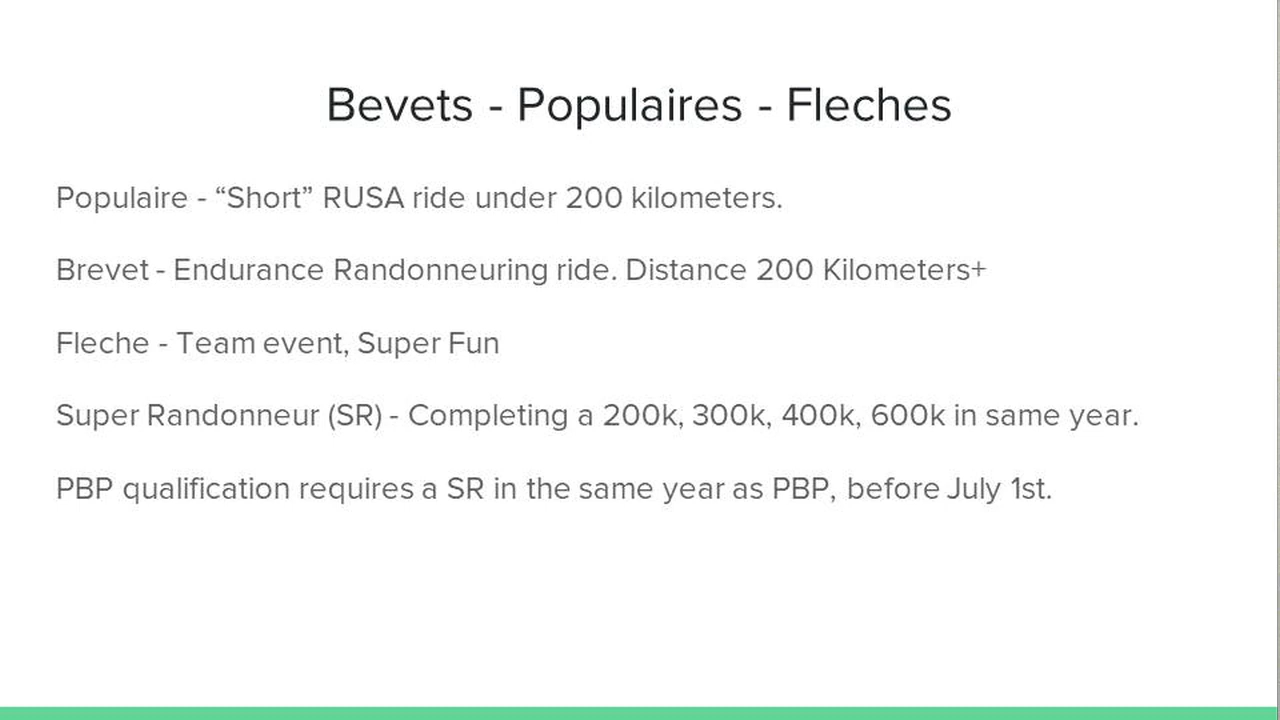 Bevets - Populaires - Fleches
Populaire - “Short” RUSA ride under 200 kilometers.
Brevet - Endurance Randonneuring ride. Distance 200 Kilometers+
Fleche - Team event, Super Fun
Super Randonneur (SR) - Completing a 200k, 300k, 400k, 600k in same year.
PBP qualification requires a SR in the same year as PBP, before July 1st.